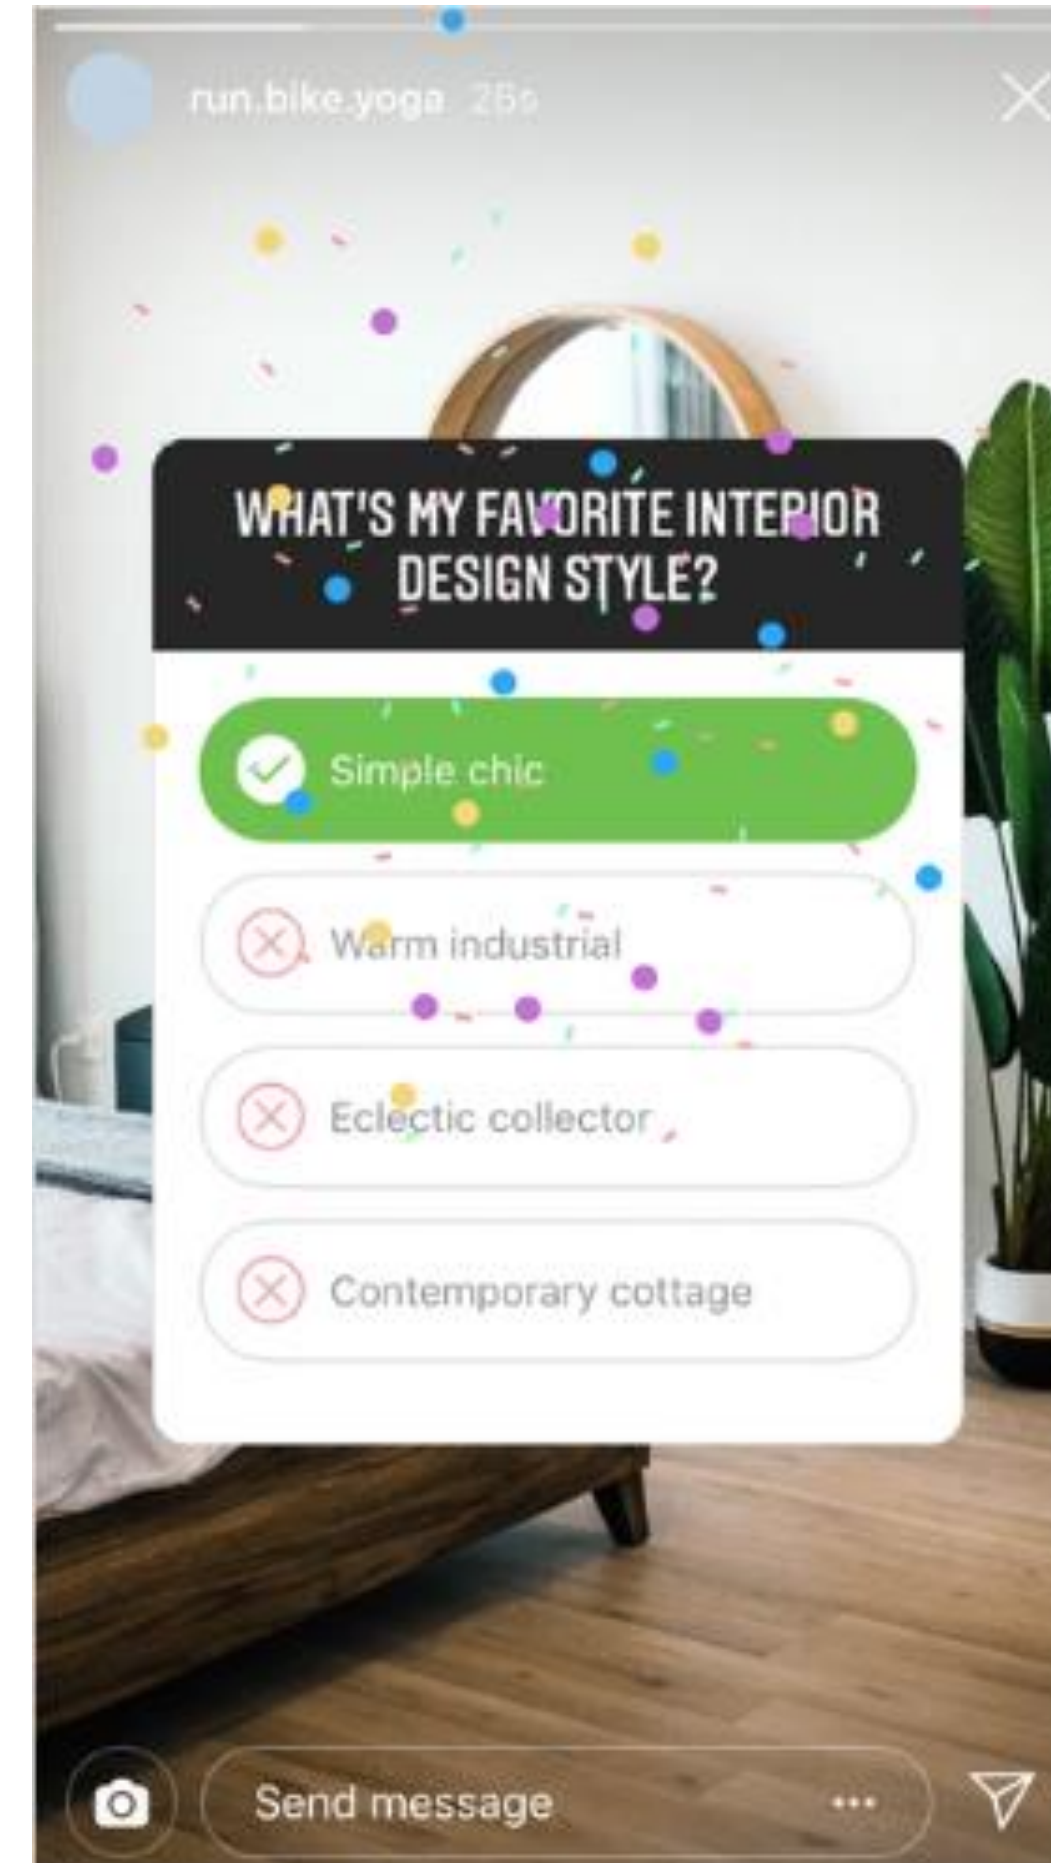 run.bike.yoga 26s
WHAT'S MY FAVORITE INTERIOR
DESIGN STYLE?
Simple chic
Warm industrial
Eclectic collector
Contemporary cottage
Send message